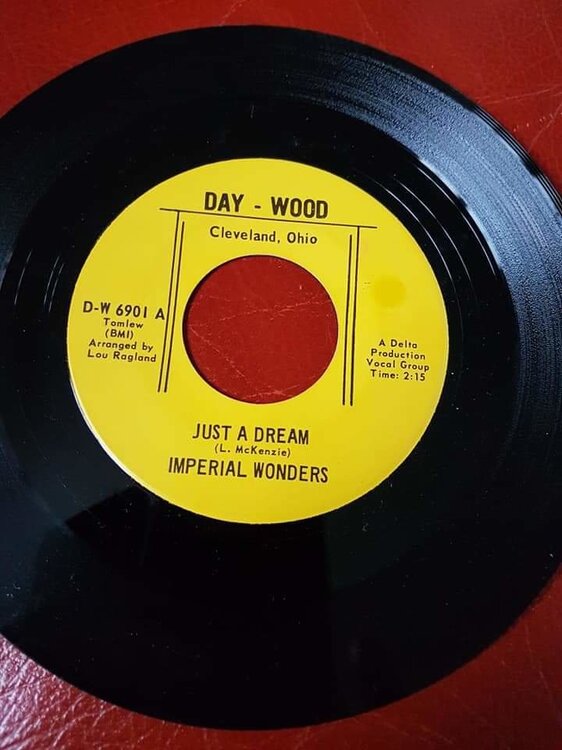 DAY - WOOD
Cleveland, Ohio
D-W 6901 A
Tomlew
(BMI)
Arranged by
Lou Ragland
A Delta
Production
Vocal Group
Time: 2:15
JUST A DREAM
(L. McKenzie)
IMPERIAL WONDERS